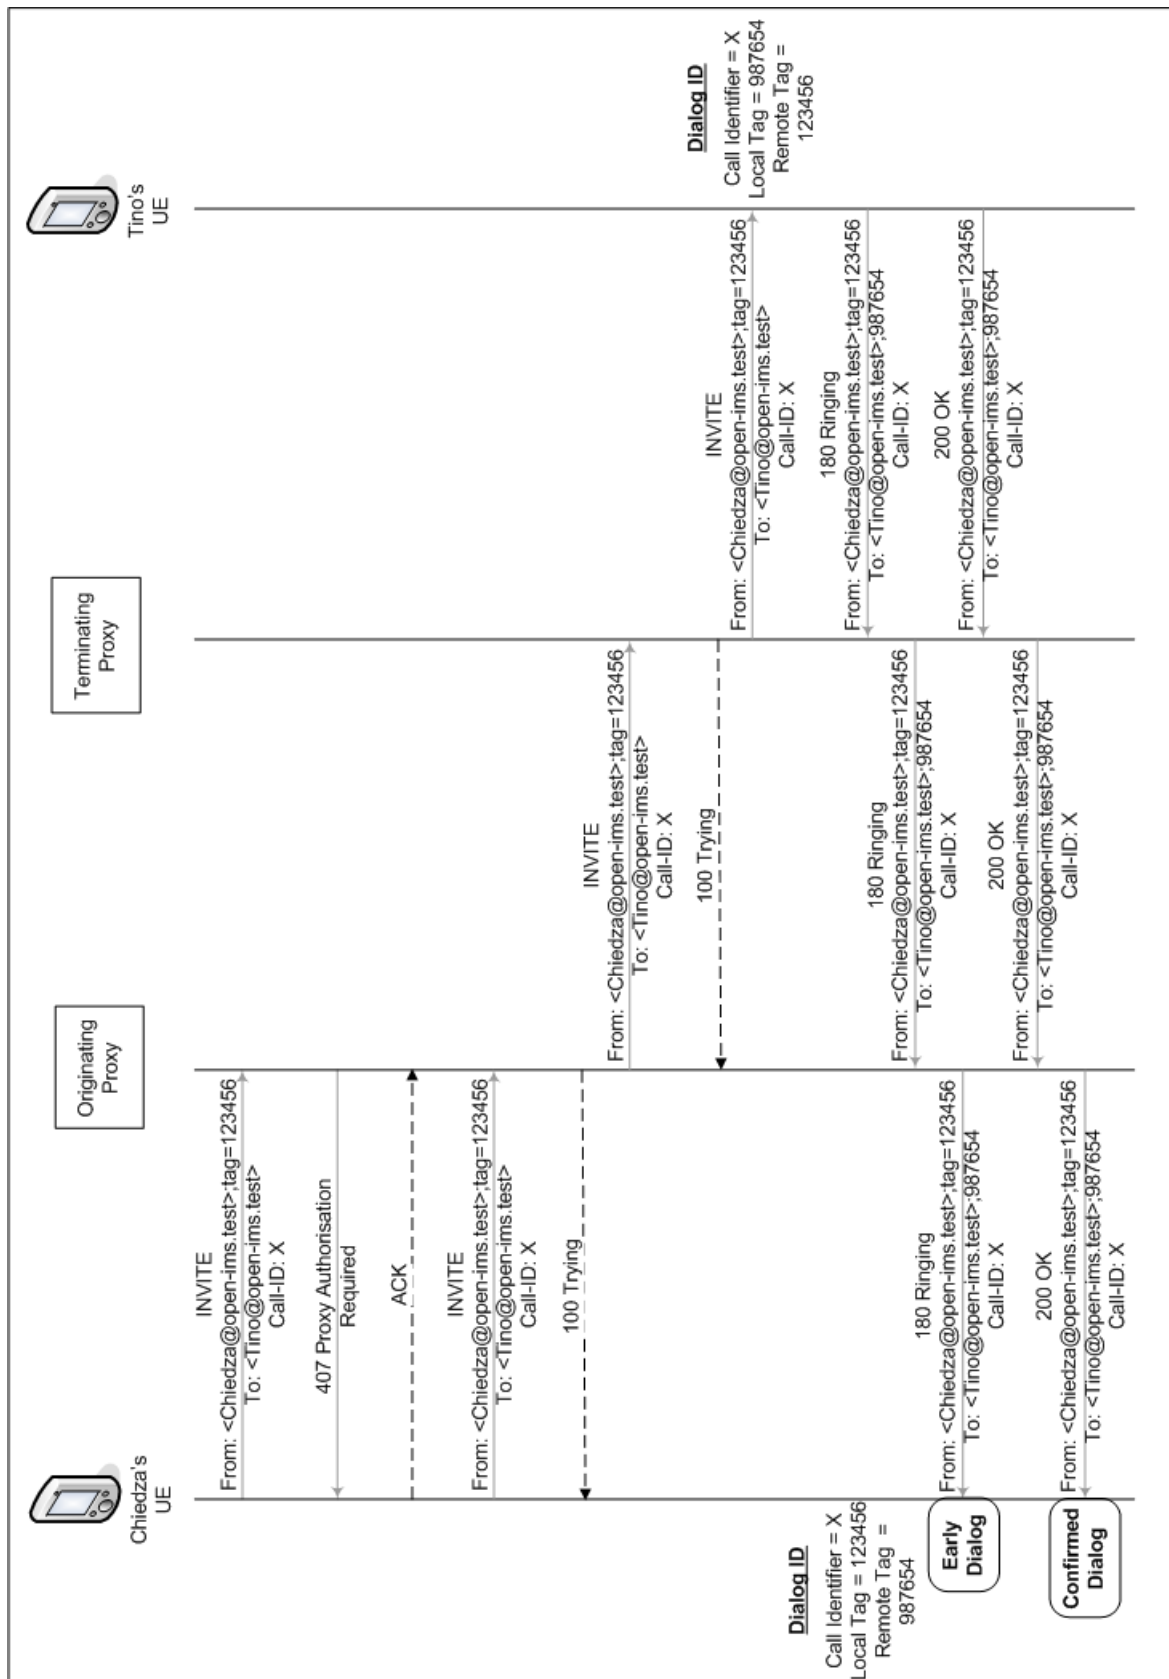 Chiedza's
UE
Originating
Proxy
Terminating
Proxy
Tino's
UE
INVITE
From: <Chiedza@open-ims.test>;tag=123456
To: <Tino@open-ims.test>
Call-ID: X
407 Proxy Authorisation
Required
ACK
INVITE
From: <Chiedza@open-ims.test>;tag=123456
To: <Tino@open-ims.test>
Call-ID: X
100 Trying
INVITE
From: <Chiedza@open-ims.test>;tag=123456
To: <Tino@open-ims.test>
Call-ID: X
100 Trying
INVITE
From: <Chiedza@open-ims.test>;tag=123456
To: <Tino@open-ims.test>
Call-ID: X
Dialog ID
Call Identifier = X
Local Tag = 987654
Remote Tag =
123456
180 Ringing
From: <Chiedza@open-ims.test>;tag=123456
To: <Tino@open-ims.test>;987654
Call-ID: X
180 Ringing
From: <Chiedza@open-ims.test>;tag=123456
To: <Tino@open-ims.test>;987654
Call-ID: X
180 Ringing
From: <Chiedza@open-ims.test>;tag=123456
To: <Tino@open-ims.test>;987654
Call-ID: X
Dialog ID
Call Identifier = X
Local Tag = 123456
Remote Tag =
987654
Early
Dialog
200 OK
From: <Chiedza@open-ims.test>;tag=123456
To: <Tino@open-ims.test>;987654
Call-ID: X
200 OK
From: <Chiedza@open-ims.test>;tag=123456
To: <Tino@open-ims.test>;987654
Call-ID: X
200 OK
From: <Chiedza@open-ims.test>;tag=123456
To: <Tino@open-ims.test>;987654
Call-ID: X
Confirmed
Dialog